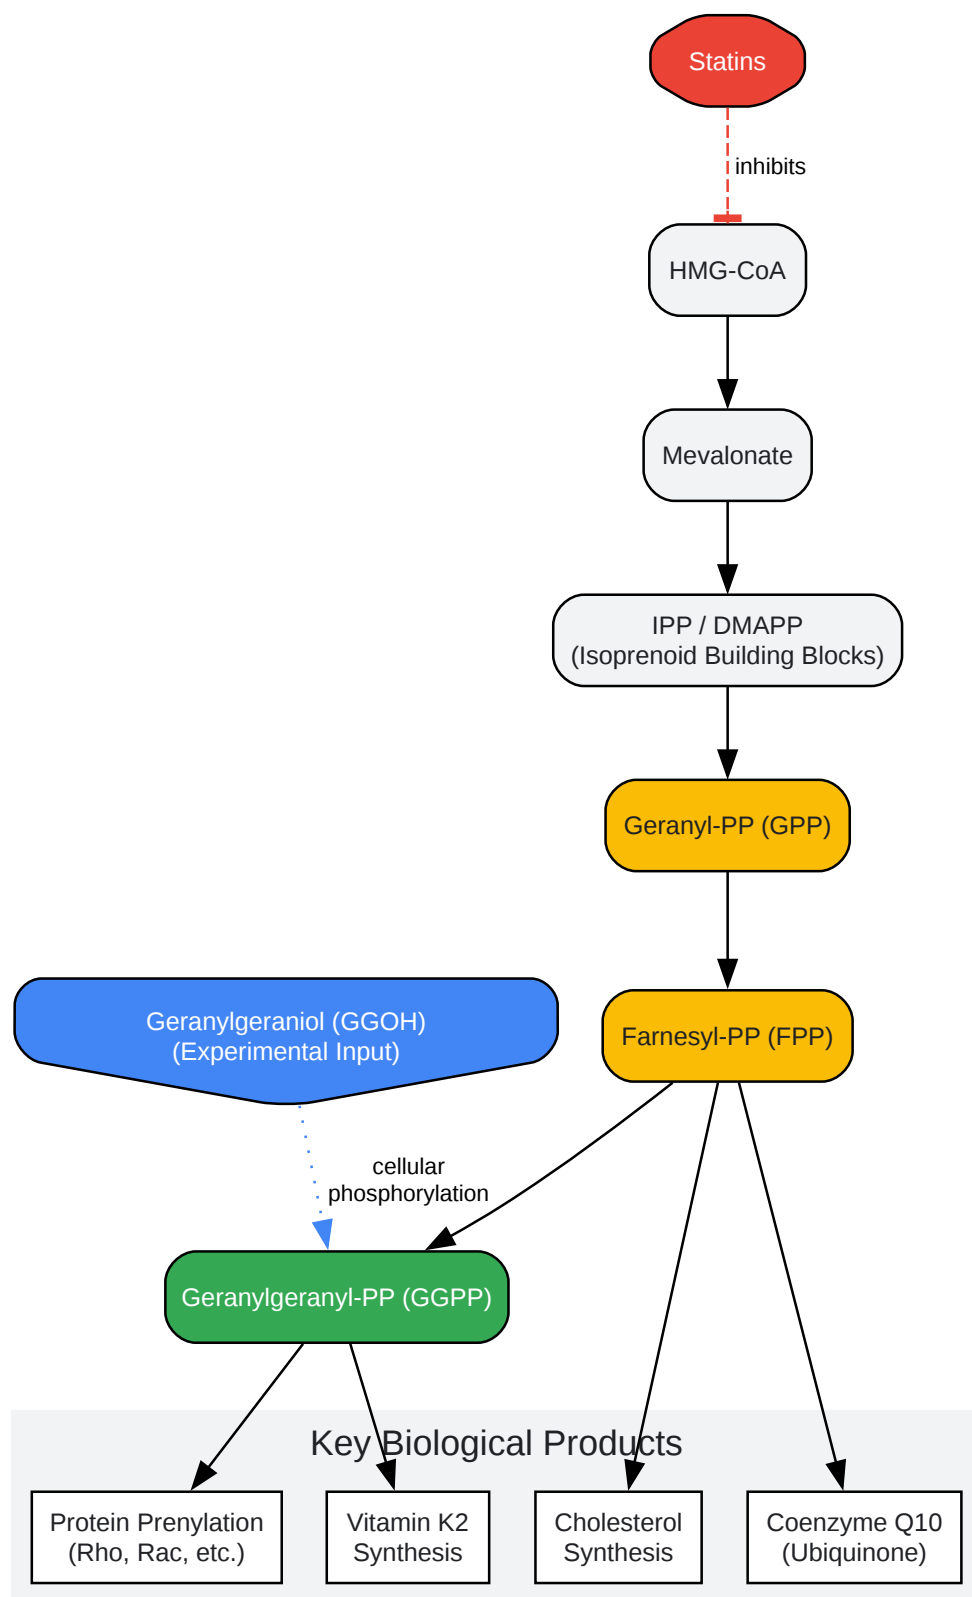 Statins
inhibits
HMG-CoA
Mevalonate
IPP / DMAPP
(Isoprenoid Building Blocks)
Geranyl-PP (GPP)
Geranylgeraniol (GGOH)
(Experimental Input)
Farnesyl-PP (FPP)
cellular
phosphorylation
Geranylgeranyl-PP (GGPP)
Key Biological Products
Protein Prenylation
(Rho, Rac, etc.)
Vitamin K2
Synthesis
Cholesterol
Synthesis
Coenzyme Q10
(Ubiquinone)